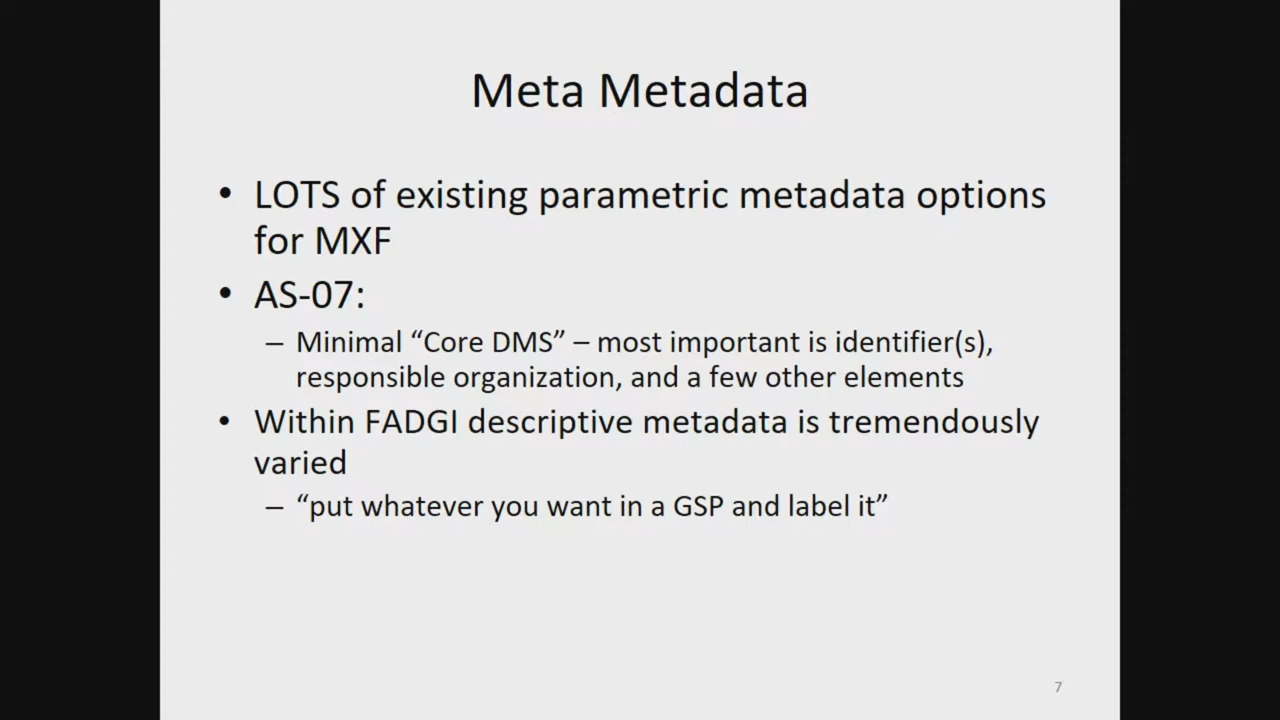 Meta Metadata
• LOTS of existing parametric metadata options
for MXF
• AS-07:
– Minimal “Core DMS” – most important is identifier(s),
responsible organization, and a few other elements
• Within FADGI descriptive metadata is tremendously
varied
– “put whatever you want in a GSP and label it”
7